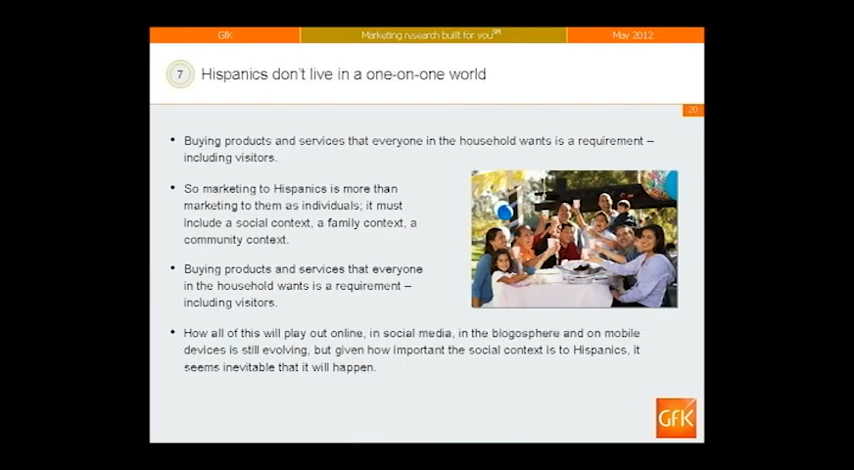 GfK
Marketing research built for you℠
May 2012
7
Hispanics don't live in a one-on-one world
20
• Buying products and services that everyone in the household wants is a requirement –
including visitors.
• So marketing to Hispanics is more than
marketing to them as individuals; it must
include a social context, a family context, a
community context.
• Buying products and services that everyone
in the household wants is a requirement –
including visitors.
• How all of this will play out online, in social media, in the blogosphere and on mobile
devices is still evolving, but given how important the social context is to Hispanics, it
seems inevitable that it will happen.
GfK